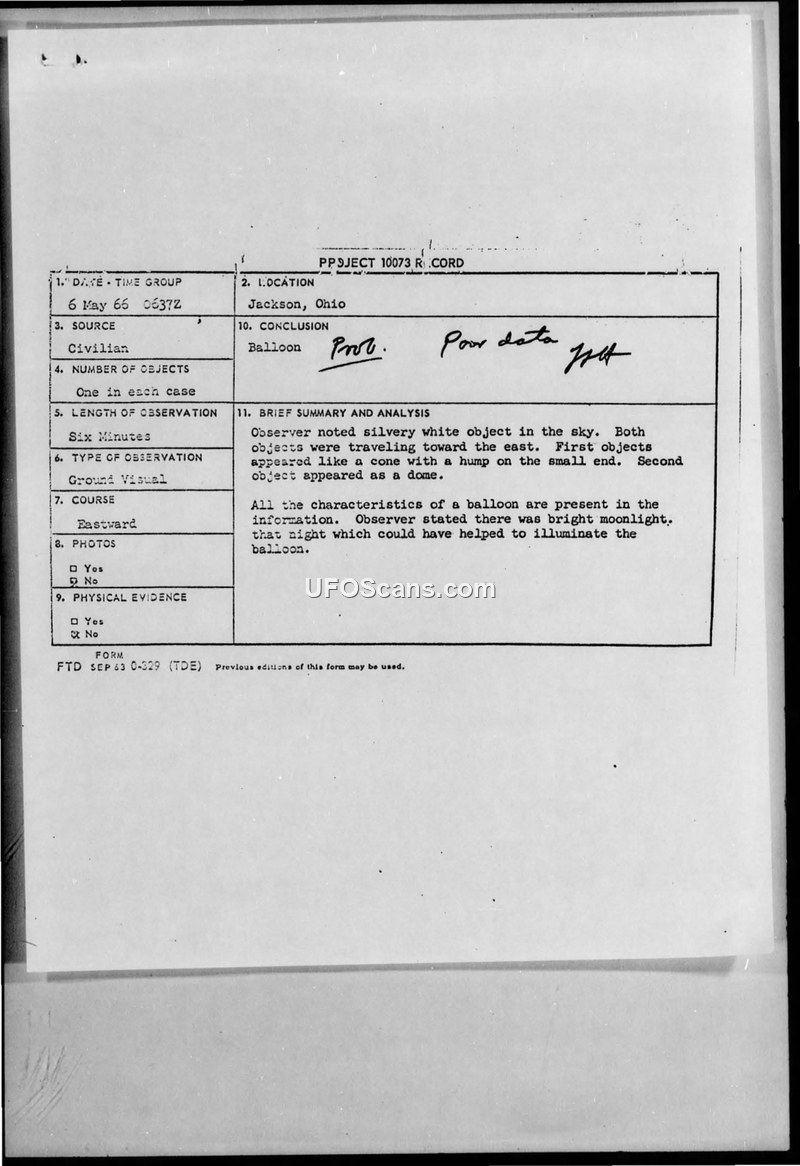 PROJECT 10073 RECORD
1. DATE - TIME GROUP
6 May 66 0637Z
2. LOCATION
Jackson, Ohio
3. SOURCE
Civilian
10. CONCLUSION
Balloon Prob. Poor data
4. NUMBER OF OBJECTS
One in each case
5. LENGTH OF OBSERVATION
Six Minutes
11. BRIEF SUMMARY AND ANALYSIS
Observer noted silvery white object in the sky. Both
objects were traveling toward the east. First objects
appeared like a cone with a hump on the small end. Second
object appeared as a dome.
All the characteristics of a balloon are present in the
information. Observer stated there was bright moonlight.
that night which could have helped to illuminate the
balloon.
6. TYPE OF OBSERVATION
Ground Visual
7. COURSE
Eastward
8. PHOTOS
□ Yes
☒ No
9. PHYSICAL EVIDENCE
□ Yes
☒ No
FORM
FTD SEP 63 0-329 (TDE) Previous editions of this form may be used.
UFOScans.com